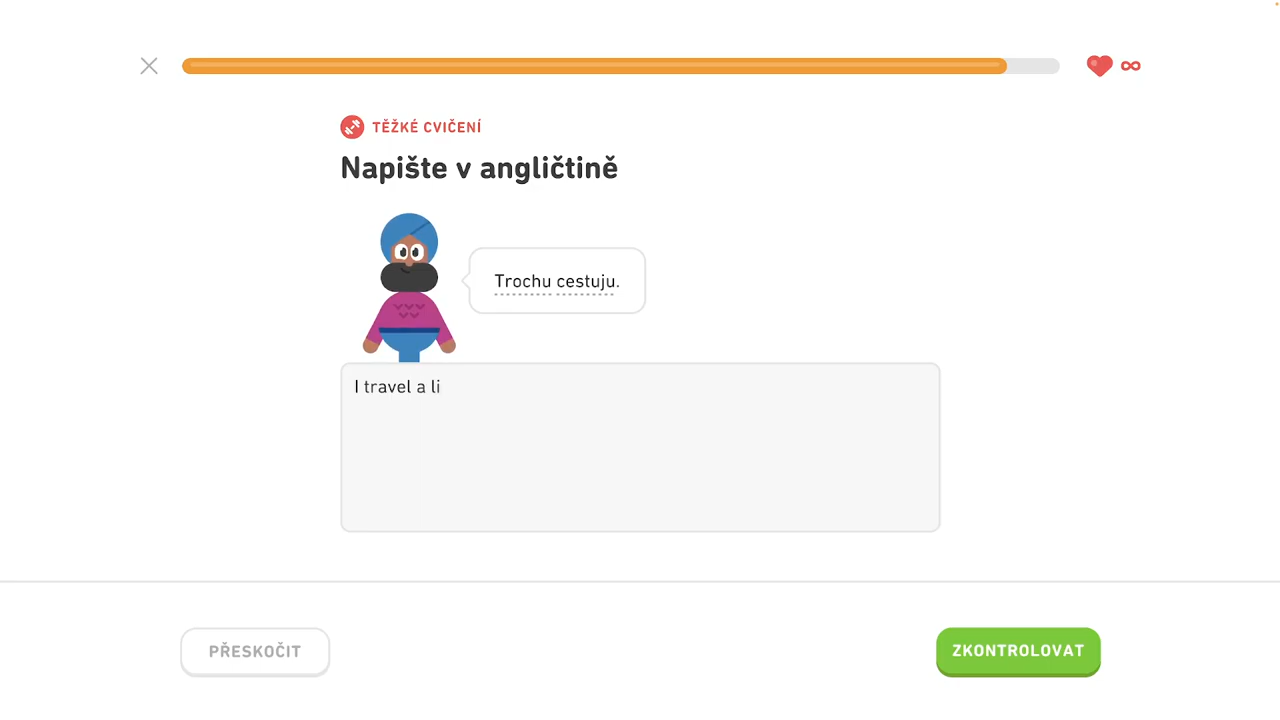 TĚŽKÉ CVIČENÍ
Napište v angličtině
Trochu cestuju.
I travel a li
PŘESKOČIT
ZKONTROLOVAT